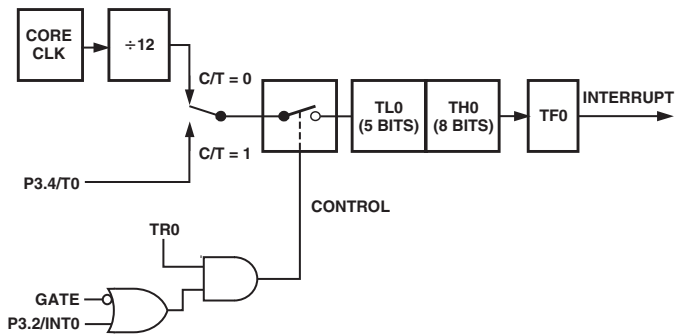 CORE
CLK
÷12
C/T = 0
C/T = 1
P3.4/T0
TL0
(5 BITS)
TH0
(8 BITS)
TF0
INTERRUPT
CONTROL
TR0
GATE
P3.2/INT0